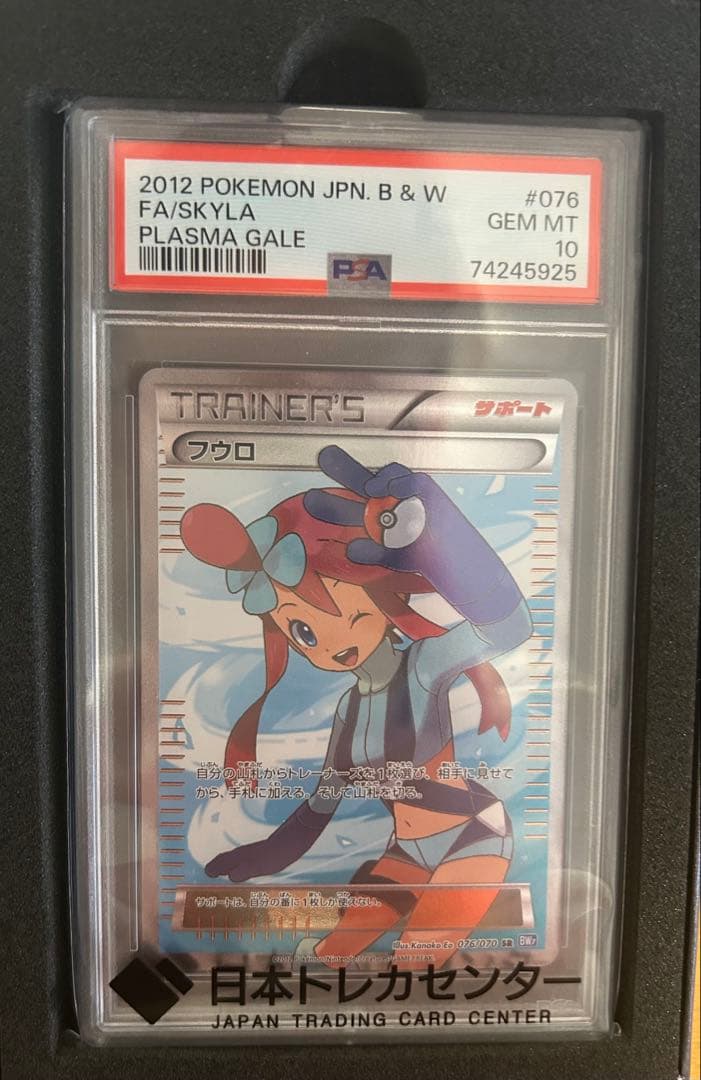 2012 POKEMON JPN. B & W #076
FA/SKYLA GEM MT
PLASMA GALE 10
PSA 74245925
TRAINER'S サポート
フウロ
自分の山札からトレーナーズを1枚選び、相手に見せて
から、手札に加える。そして山札を切る。
サポートは、自分の番に1枚しか使えない。
illus.Kanako Eo 076/070 SR BW7
日本トレカセンター
JAPAN TRADING CARD CENTER